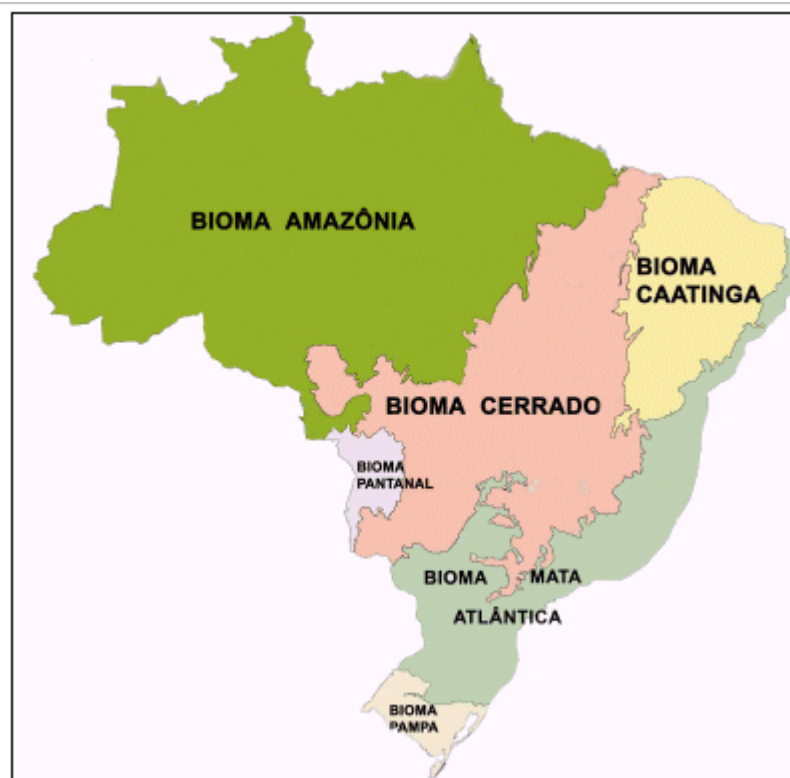 BIOMA AMAZÔNIA
BIOMA
CAATINGA
BIOMA CERRADO
BIOMA
PANTANAL
BIOMA MATA
ATLÂNTICA
BIOMA
PAMPA